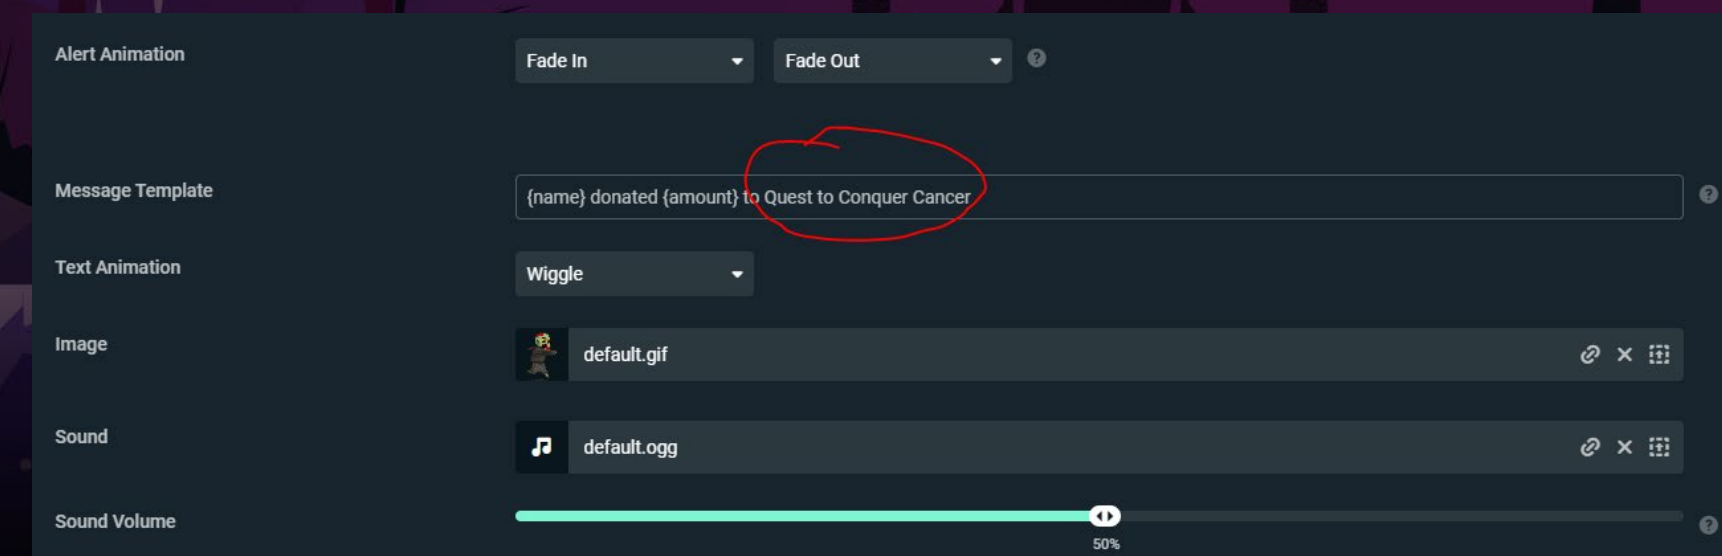 Alert Animation
Fade In
Fade Out
Message Template
{name} donated {amount} to Quest to Conquer Cancer
Text Animation
Wiggle
Image
default.gif
Sound
default.ogg
Sound Volume
50%